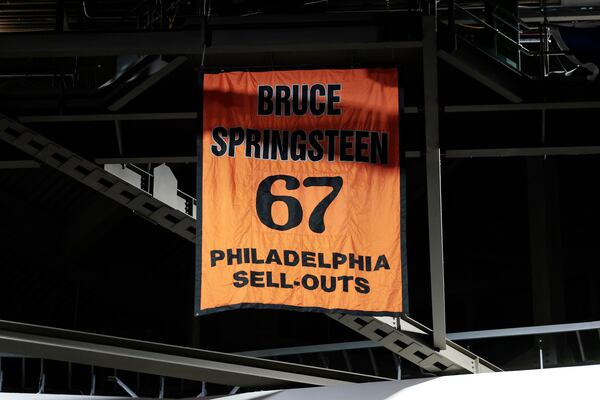 BRUCE
SPRINGSTEEN
67
PHILADELPHIA
SELL-OUTS